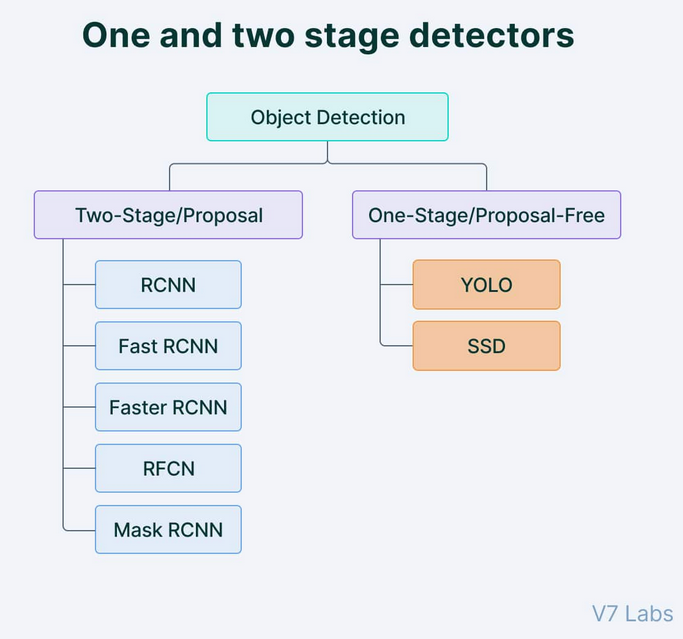 One and two stage detectors
Object Detection
Two-Stage/Proposal
One-Stage/Proposal-Free
RCNN
YOLO
Fast RCNN
SSD
Faster RCNN
RFCN
Mask RCNN
V7 Labs